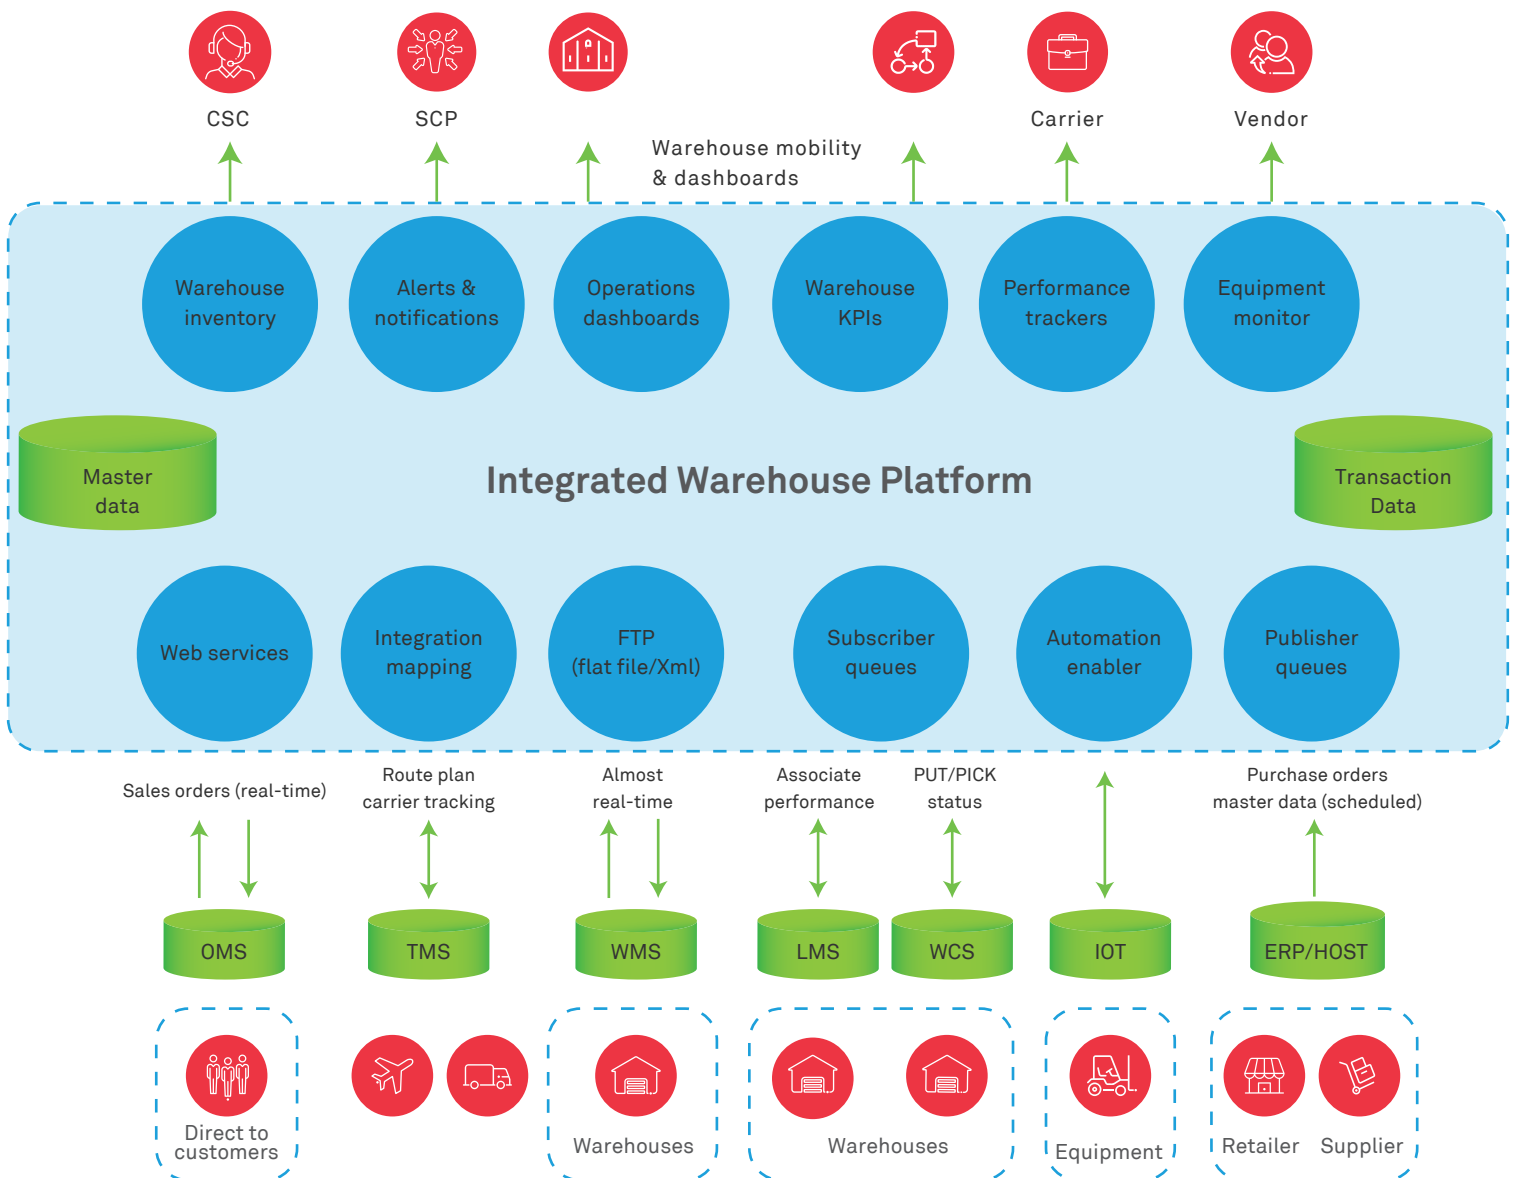 CSC
SCP
Carrier
Vendor
Warehouse mobility
& dashboards
Warehouse
inventory
Alerts &
notifications
Operations
dashboards
Warehouse
KPIs
Performance
trackers
Equipment
monitor
Master
data
Integrated Warehouse Platform
Transaction
Data
Web services
Integration
mapping
FTP
(flat file/Xml)
Subscriber
queues
Automation
enabler
Publisher
queues
Sales orders (real-time)
Route plan
carrier tracking
Almost
real-time
Associate
performance
PUT/PICK
status
Purchase orders
master data (scheduled)
OMS
TMS
WMS
LMS
WCS
IOT
ERP/HOST
Direct to
customers
Warehouses
Warehouses
Equipment
Retailer
Supplier